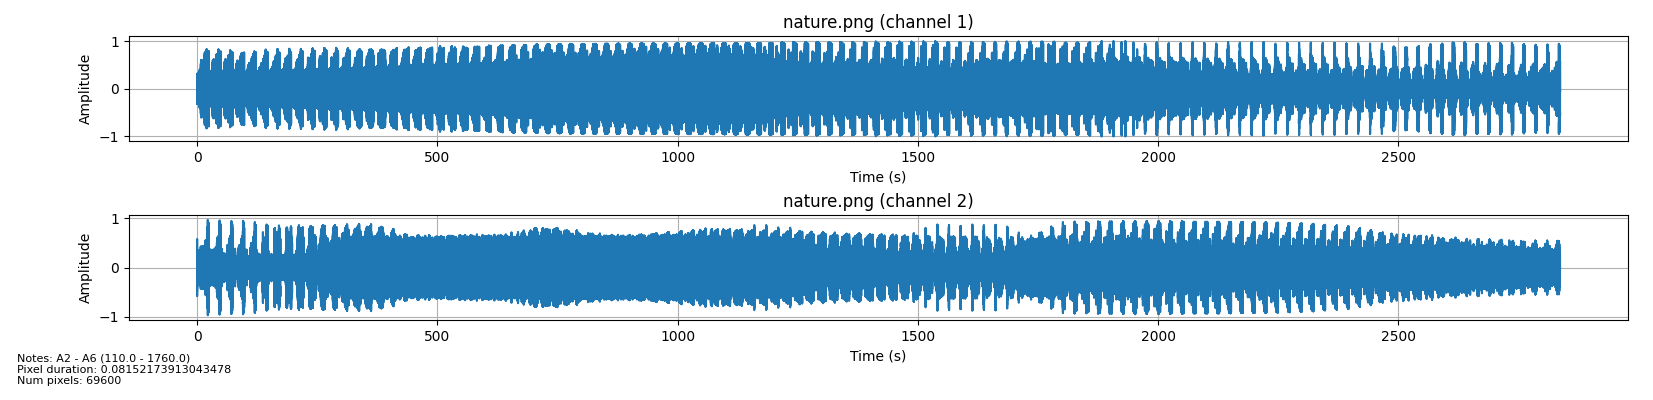 nature.png (channel 1)
1
0
−1
Amplitude
0
500
1000
1500
2000
2500
Time (s)
nature.png (channel 2)
1
0
−1
Amplitude
0
500
1000
1500
2000
2500
Time (s)
Notes: A2 - A6 (110.0 - 1760.0)
Pixel duration: 0.08152173913043478
Num pixels: 69600